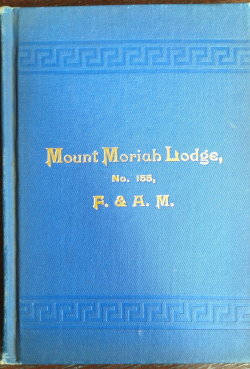 Mount Moriah Lodge,
No. 155,
F. & A. M.